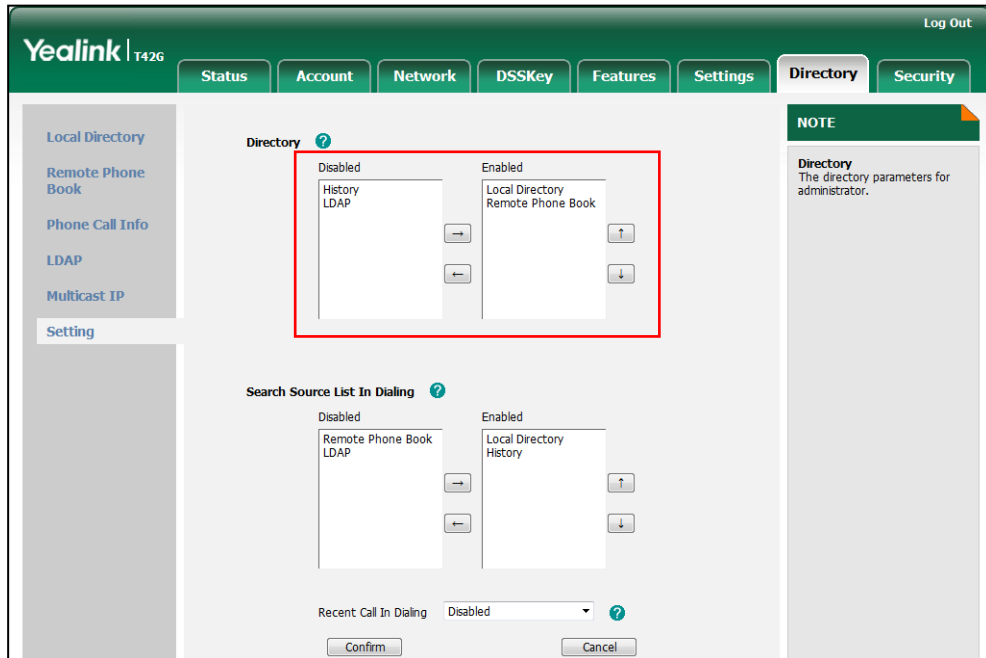 Log Out
Yealink T42G
Status Account Network DSSKey Features Settings Directory Security
Local Directory
Remote Phone
Book
Phone Call Info
LDAP
Multicast IP
Setting
Directory ?
Disabled Enabled
History
LDAP
Local Directory
Remote Phone Book
→ ↑
← ↓
Search Source List In Dialing ?
Disabled Enabled
Remote Phone Book
LDAP
Local Directory
History
→ ↑
← ↓
Recent Call In Dialing Disabled ?
Confirm Cancel
NOTE
Directory
The directory parameters for
administrator.